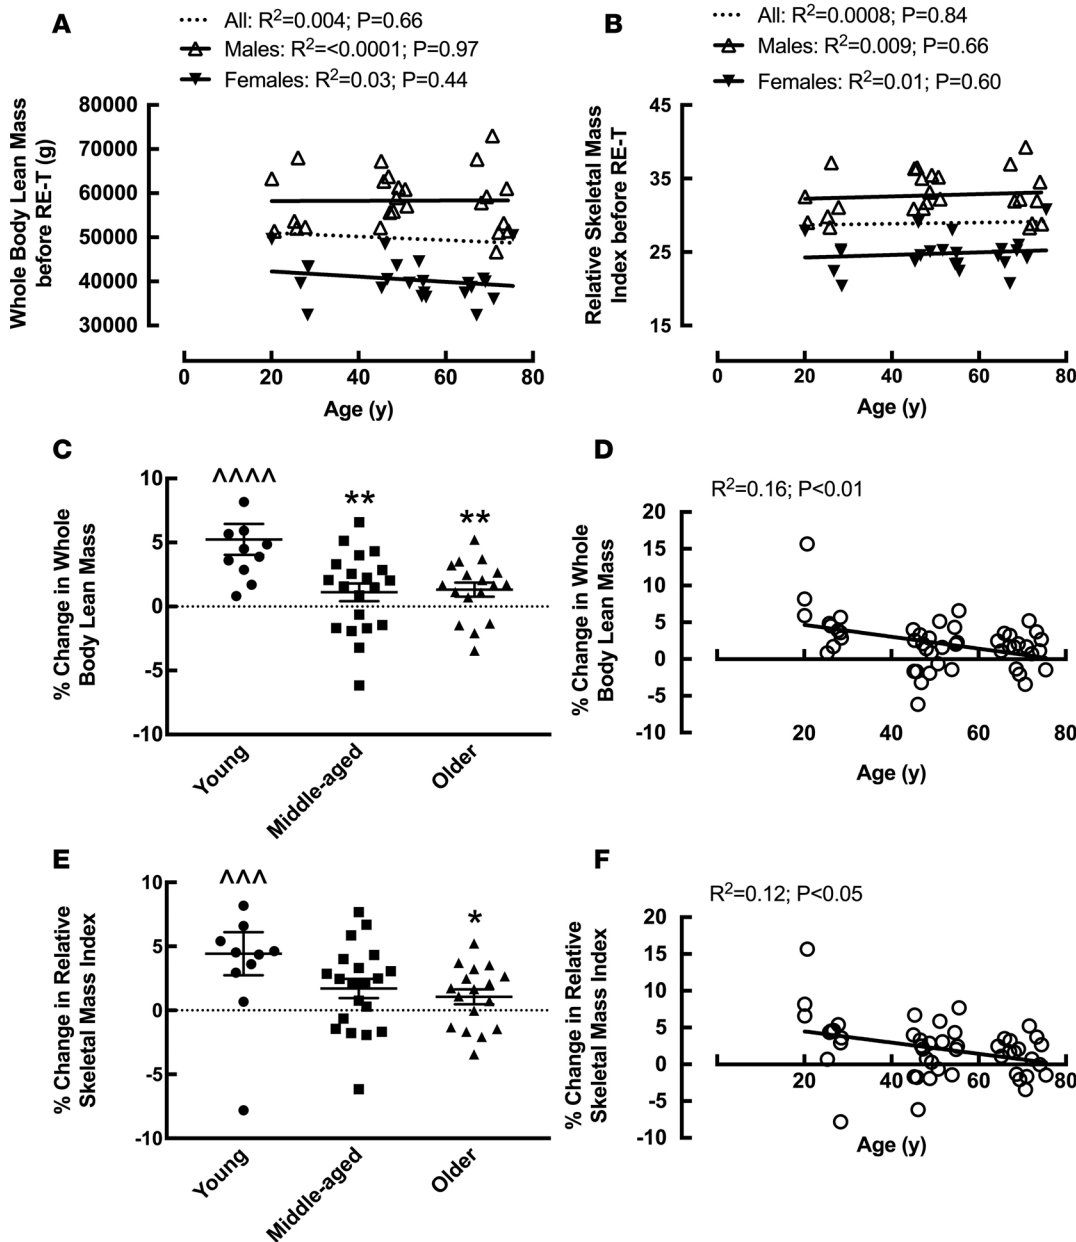 A
All: R²=0.004; P=0.66
Males: R²=<0.0001; P=0.97
Females: R²=0.03; P=0.44
Whole Body Lean Mass
before RE-T (g)
80000
70000
60000
50000
40000
30000
0 20 40 60 80
Age (y)
B
All: R²=0.0008; P=0.84
Males: R²=0.009; P=0.66
Females: R²=0.01; P=0.60
Relative Skeletal Mass
Index before RE-T
45
35
25
15
0 20 40 60 80
Age (y)
C
% Change in Whole
Body Lean Mass
10
5
0
-5
-10
^^^^
**
**
Young
Middle-aged
Older
D
R²=0.16; P<0.01
% Change in Whole
Body Lean Mass
20
15
10
5
0
-5
-10
20 40 60 80
Age (y)
E
% Change in Relative
Skeletal Mass Index
10
5
0
-5
-10
^^^
*
Young
Middle-aged
Older
F
R²=0.12; P<0.05
% Change in Relative
Skeletal Mass Index
20
15
10
5
0
-5
-10
20 40 60 80
Age (y)